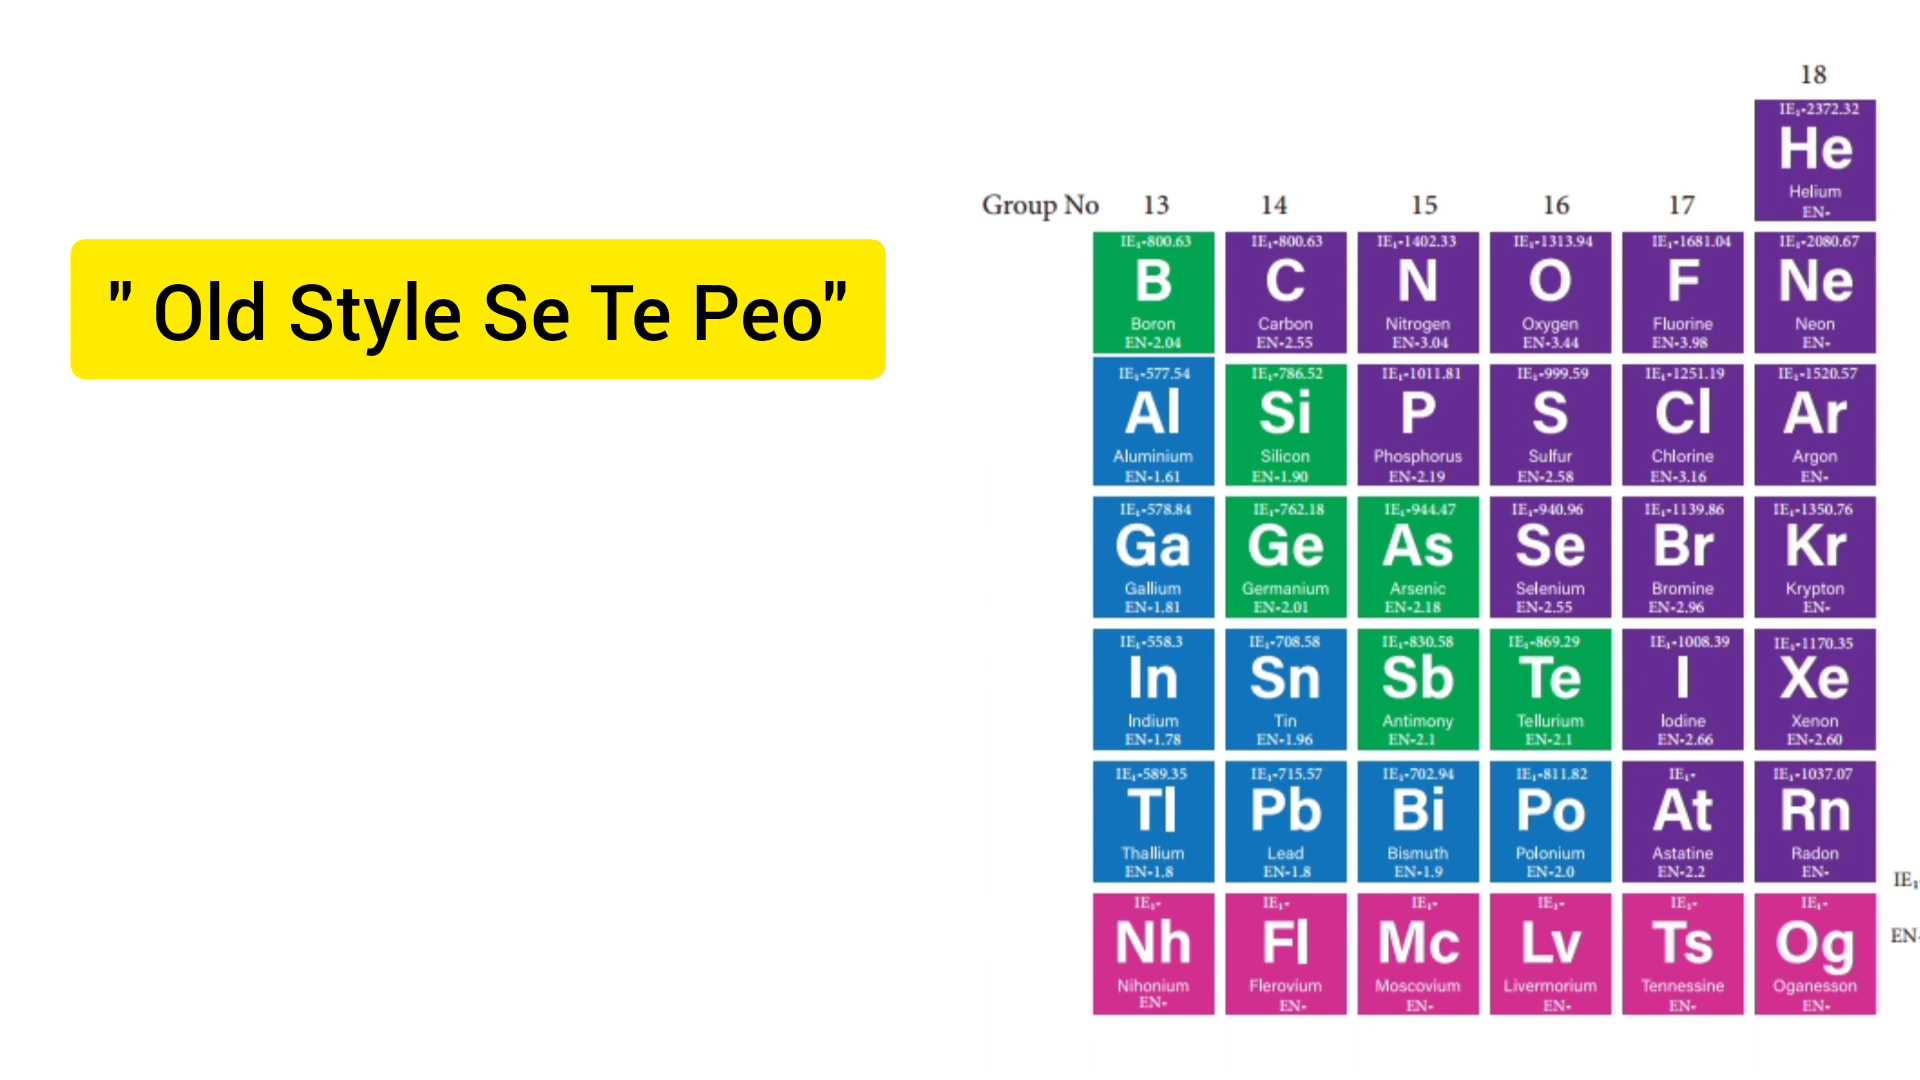 18
IE₁-2372.32
He
Helium
EN-
Group No 13 14 15 16 17
" Old Style Se Te Peo"
IE₁-800.63 IE₁-800.63 IE₁-1402.33 IE₁-1313.94 IE₁-1681.04 IE₁-2080.67
B C N O F Ne
Boron Carbon Nitrogen Oxygen Fluorine Neon
EN-2.04 EN-2.55 EN-3.04 EN-3.44 EN-3.98 EN-
IE₁-577.54 IE₁-786.52 IE₁-1011.81 IE₁-999.59 IE₁-1251.19 IE₁-1520.57
Al Si P S Cl Ar
Aluminium Silicon Phosphorus Sulfur Chlorine Argon
EN-1.61 EN-1.90 EN-2.19 EN-2.58 EN-3.16 EN-
IE₁-578.84 IE₁-762.18 IE₁-944.47 IE₁-940.96 IE₁-1139.86 IE₁-1350.76
Ga Ge As Se Br Kr
Gallium Germanium Arsenic Selenium Bromine Krypton
EN-1.81 EN-2.01 EN-2.18 EN-2.55 EN-2.96 EN-
IE₁-558.3 IE₁-708.58 IE₁-830.58 IE₁-869.29 IE₁-1008.39 IE₁-1170.35
In Sn Sb Te I Xe
Indium Tin Antimony Tellurium Iodine Xenon
EN-1.78 EN-1.96 EN-2.1 EN-2.1 EN-2.66 EN-2.60
IE₁-589.35 IE₁-715.57 IE₁-702.94 IE₁-811.82 IE₁- IE₁-1037.07
Tl Pb Bi Po At Rn
Thallium Lead Bismuth Polonium Astatine Radon
EN-1.8 EN-1.8 EN-1.9 EN-2.0 EN-2.2 EN-
IE₁-
IE₁- IE₁- IE₁- IE₁- IE₁- IE₁-
Nh Fl Mc Lv Ts Og
EN-
Nihonium Flerovium Moscovium Livermorium Tennessine Oganesson
EN- EN- EN- EN- EN- EN-